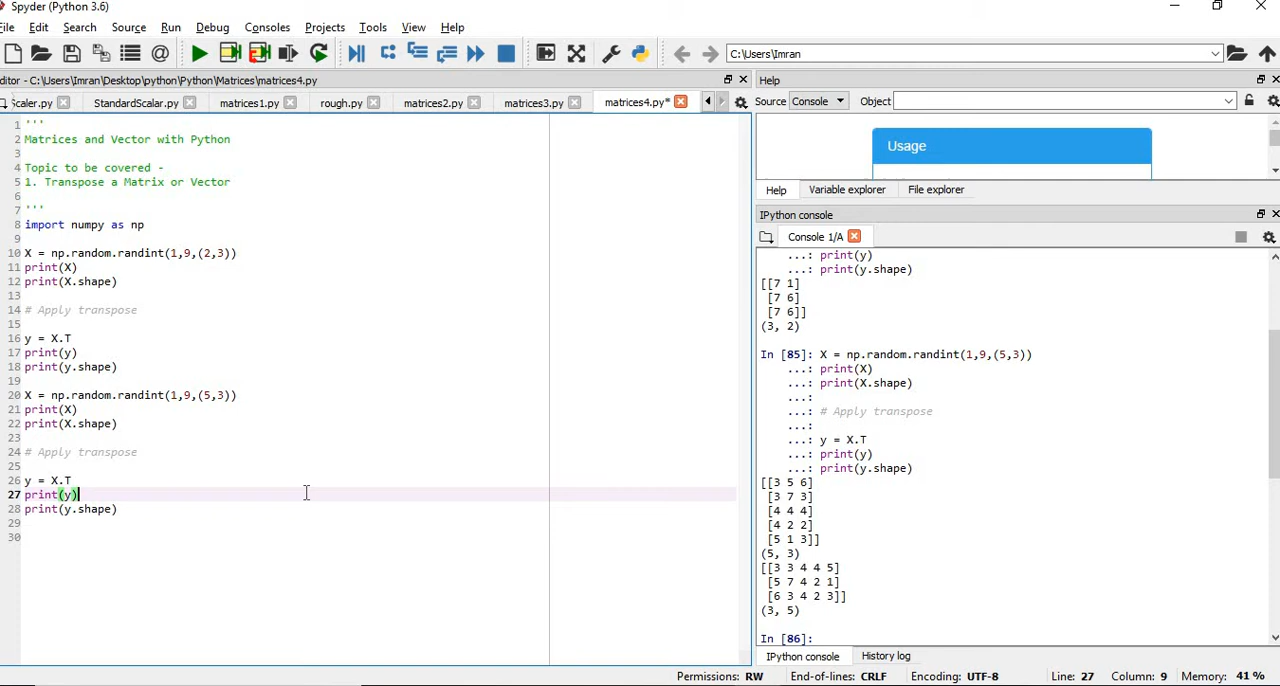 Spyder (Python 3.6)
File Edit Search Source Run Debug Consoles Projects Tools View Help
C:\Users\Imran
Editor - C:\Users\Imran\Desktop\python\Python\Matrices\matrices4.py
Scaler.py StandardScalar.py matrices1.py rough.py matrices2.py matrices3.py matrices4.py*
1 '''
2 Matrices and Vector with Python
3
4 Topic to be covered -
5 1. Transpose a Matrix or Vector
6
7 '''
8 import numpy as np
9
10 X = np.random.randint(1,9,(2,3))
11 print(X)
12 print(X.shape)
13
14 # Apply transpose
15
16 y = X.T
17 print(y)
18 print(y.shape)
19
20 X = np.random.randint(1,9,(5,3))
21 print(X)
22 print(X.shape)
23
24 # Apply transpose
25
26 y = X.T
27 print(y)
28 print(y.shape)
29
30
Help
Source Console Object
Usage
Help Variable explorer File explorer
IPython console
Console 1/A
...: print(y)
...: print(y.shape)
[[7 1]
[7 6]
[7 6]]
(3, 2)
In [85]: X = np.random.randint(1,9,(5,3))
...: print(X)
...: print(X.shape)
...:
...: # Apply transpose
...:
...: y = X.T
...: print(y)
...: print(y.shape)
[[3 5 6]
[3 7 3]
[4 4 4]
[4 2 2]
[5 1 3]]
(5, 3)
[[3 3 4 4 5]
[5 7 4 2 1]
[6 3 4 2 3]]
(3, 5)
In [86]:
IPython console History log
Permissions: RW End-of-lines: CRLF Encoding: UTF-8 Line: 27 Column: 9 Memory: 41 %